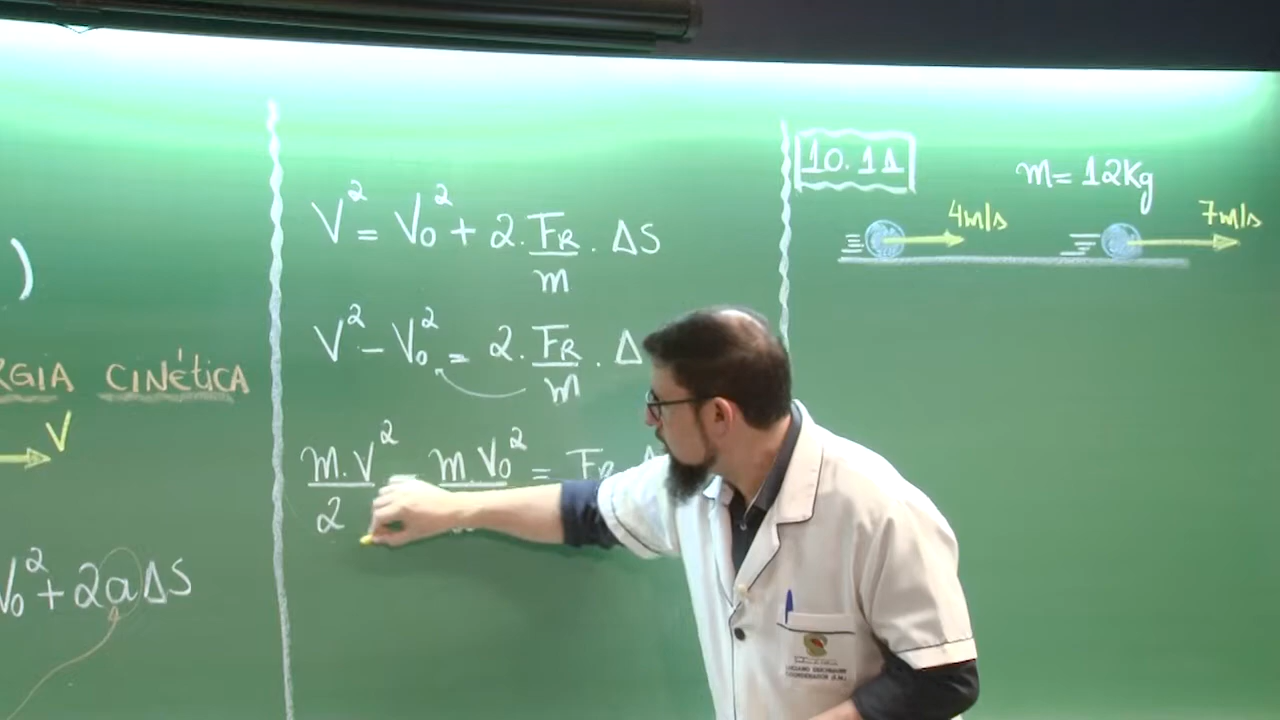 )
RGIA CINÉTICA
V
V₀² + 2aΔS
V² = V₀² + 2. FR/m . ΔS
V² - V₀² = 2. FR/m . Δ
m.V²/2 - m.V₀² = FR
10.11
m = 12Kg
4m/s
7m/s